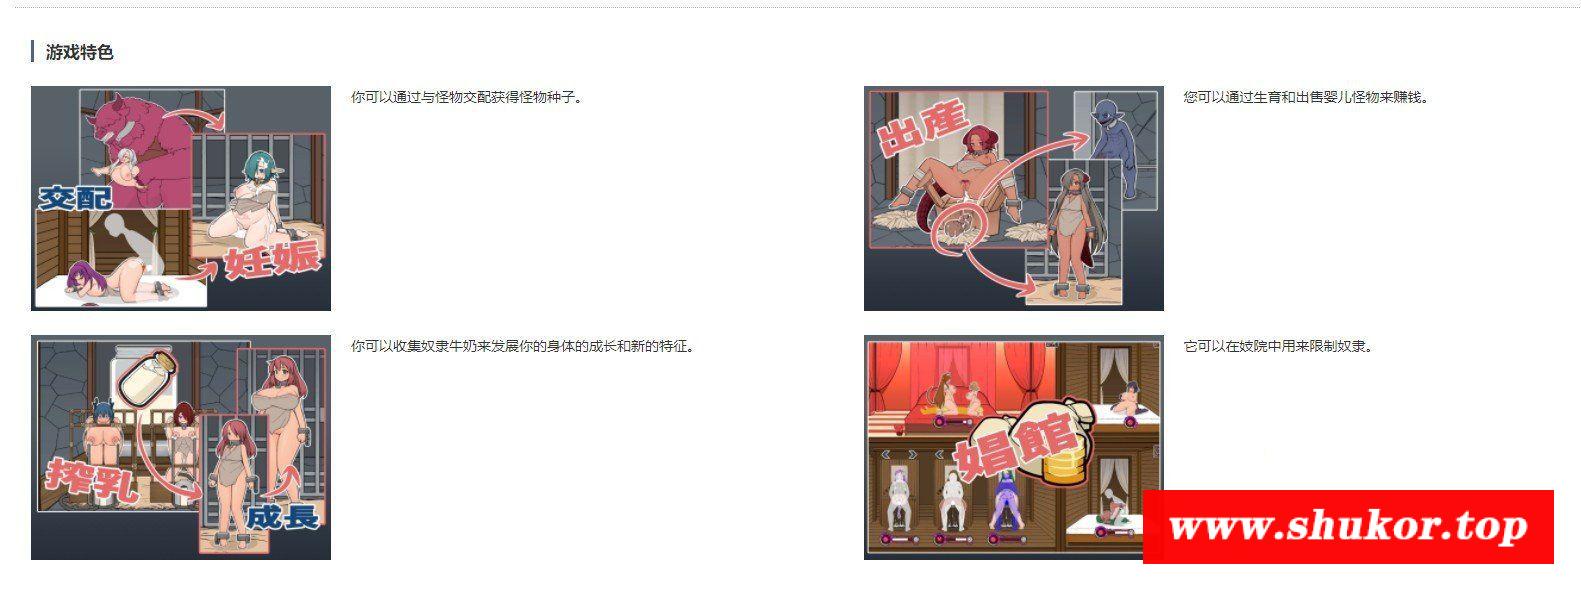 游戏特色
你可以通过与怪物交配获得怪物种子。
交配
妊娠
您可以通过生育和出售婴儿怪物来赚钱。
出産
你可以收集奴隶牛奶来发展你的身体的成长和新的特征。
搾乳
成長
它可以在妓院中用来限制奴隶。
娼館
www.shukor.top